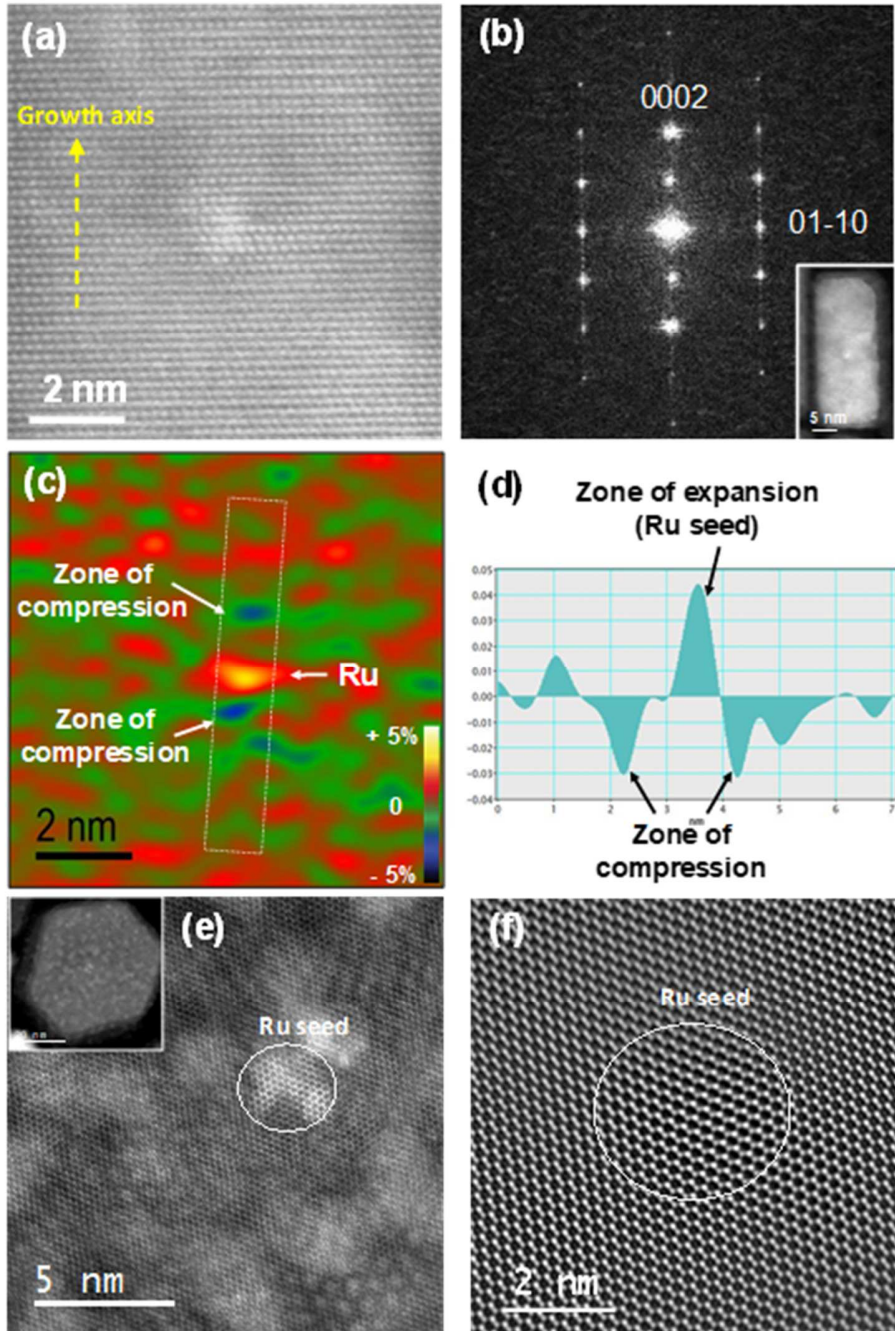 (a)
Growth axis
2 nm
(b)
0002
01-10
5 nm
(c)
Zone of
compression
Ru
Zone of
compression
+ 5%
0
- 5%
2 nm
(d)
Zone of expansion
(Ru seed)
0.05
0.04
0.03
0.02
0.01
0.00
-0.01
-0.02
-0.03
-0.04
0 1 2 3 4 5 6 7
nm
Zone of
compression
(e)
Ru seed
5 nm
(f)
Ru seed
2 nm